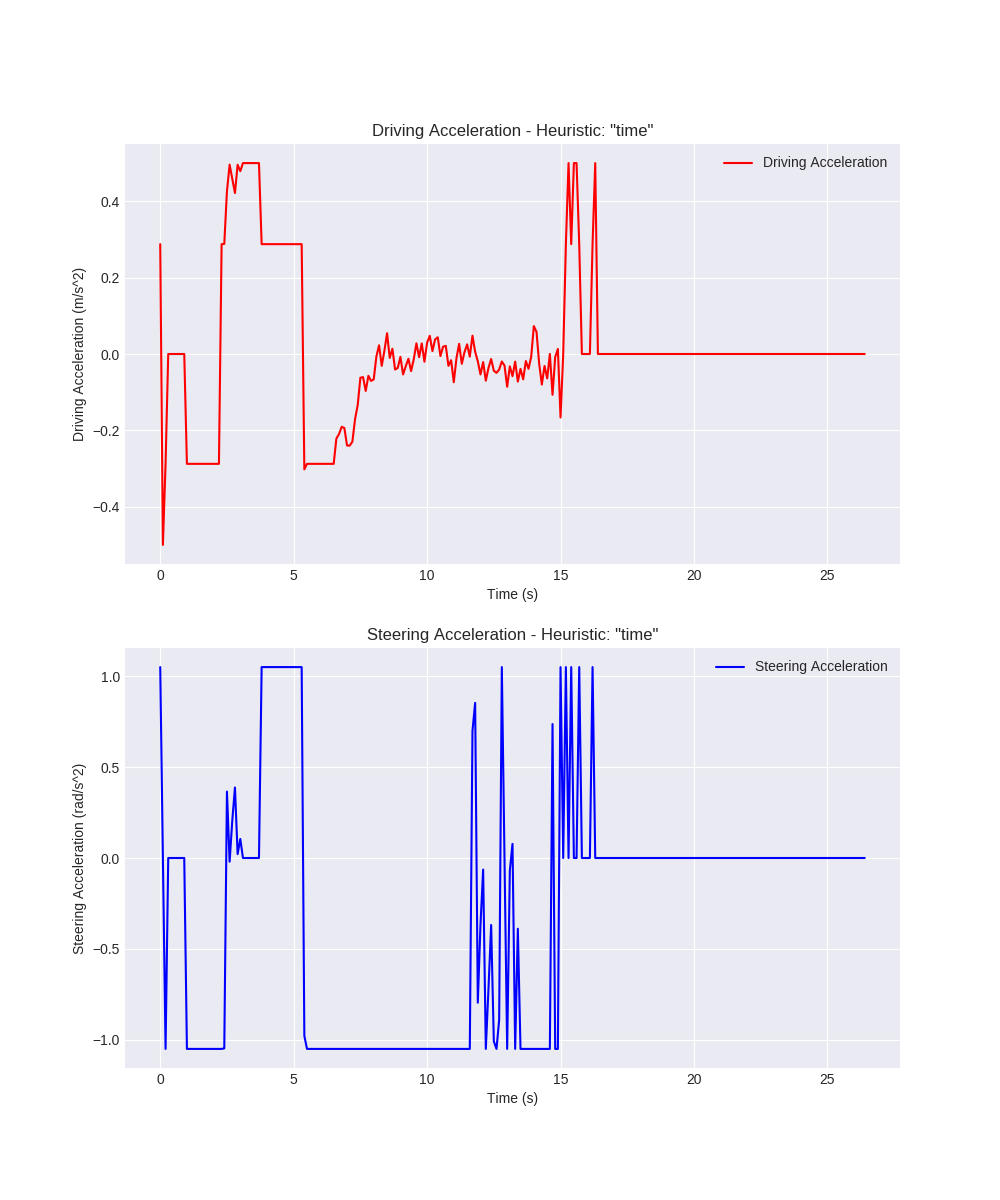 Driving Acceleration - Heuristic: "time"
Driving Acceleration
Driving Acceleration (m/s^2)
0.4
0.2
0.0
−0.2
−0.4
0 5 10 15 20 25
Time (s)
Steering Acceleration - Heuristic: "time"
Steering Acceleration
Steering Acceleration (rad/s^2)
1.0
0.5
0.0
−0.5
−1.0
0 5 10 15 20 25
Time (s)